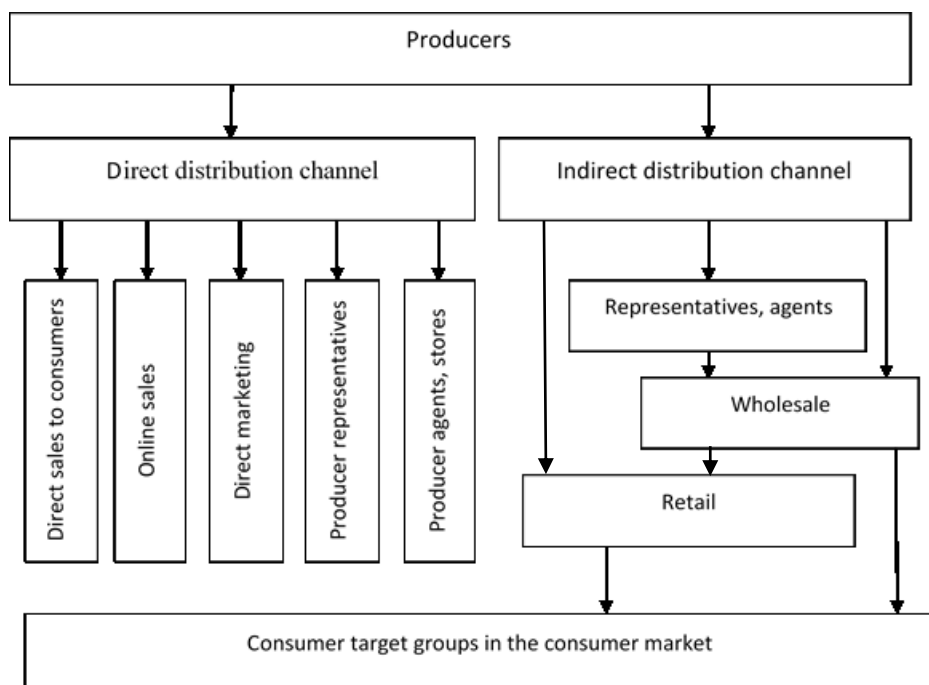 Producers
Direct distribution channel
Indirect distribution channel
Direct sales to consumers
Online sales
Direct marketing
Producer representatives
Producer agents, stores
Representatives, agents
Wholesale
Retail
Consumer target groups in the consumer market